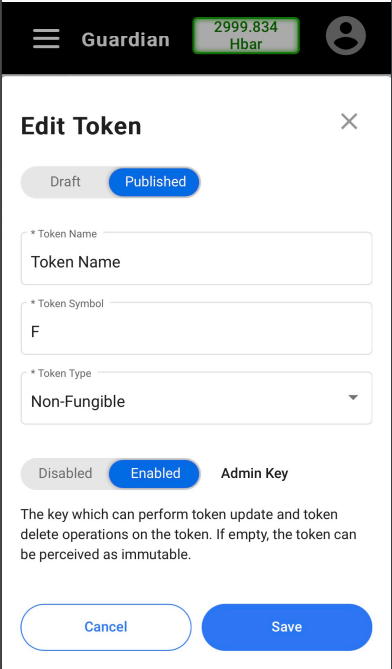 Guardian
2999.834
Hbar
Edit Token
Draft
Published
* Token Name
Token Name
* Token Symbol
F
* Token Type
Non-Fungible
Disabled
Enabled
Admin Key
The key which can perform token update and token
delete operations on the token. If empty, the token can
be perceived as immutable.
Cancel
Save